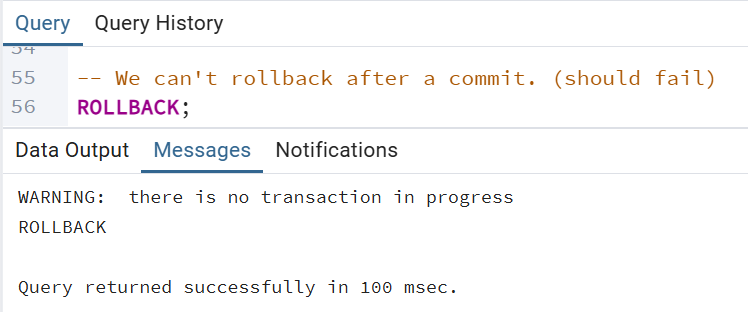 Query Query History
54
55 -- We can't rollback after a commit. (should fail)
56 ROLLBACK;
Data Output Messages Notifications
WARNING:  there is no transaction in progress
ROLLBACK
Query returned successfully in 100 msec.